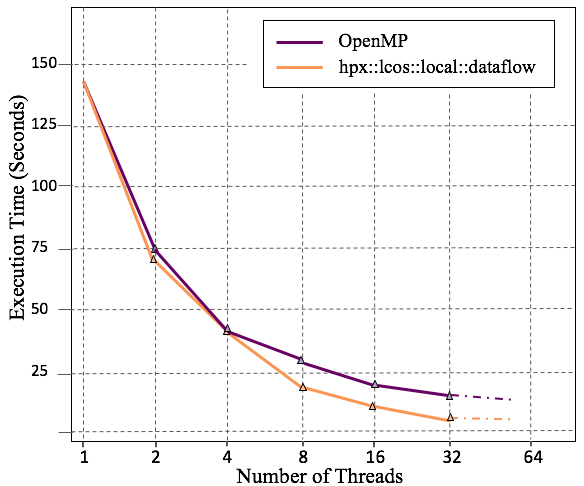 OpenMP
hpx::lcos::local::dataflow
150
125
100
75
50
25
Execution Time (Seconds)
1 2 4 8 16 32 64
Number of Threads